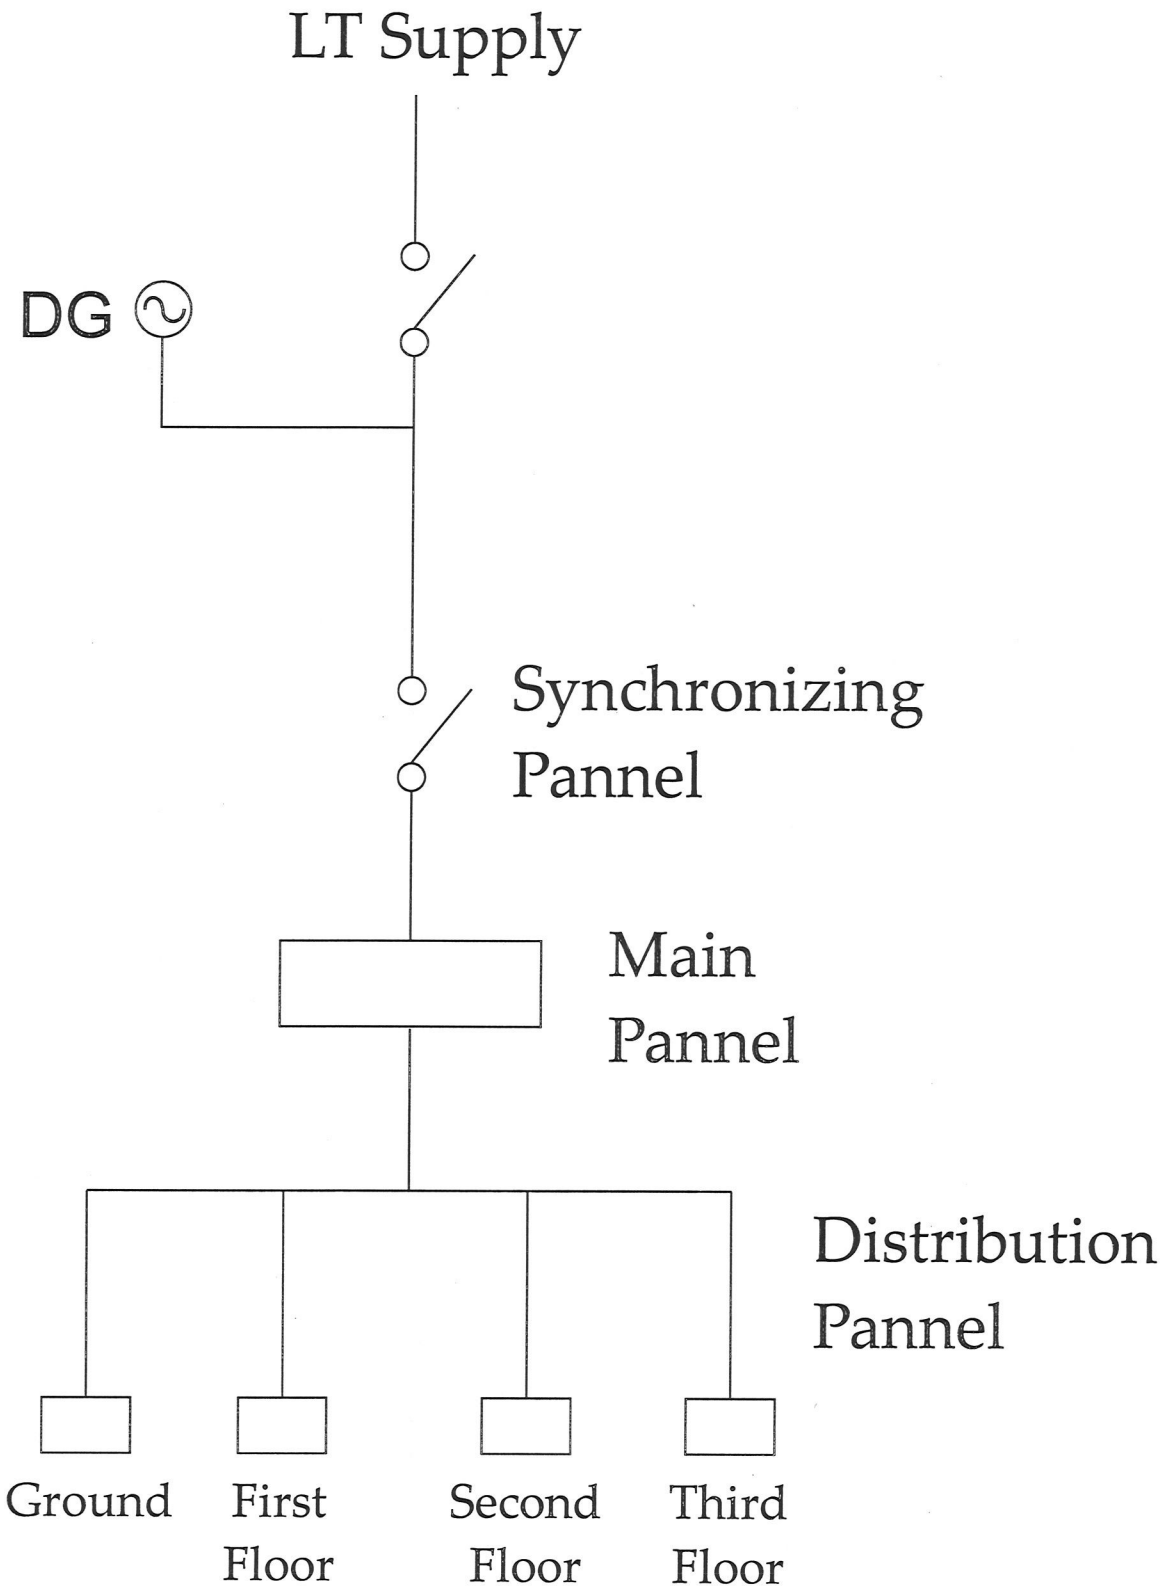 LT Supply
DG
Synchronizing
Pannel
Main
Pannel
Distribution
Pannel
Ground
First
Floor
Second
Floor
Third
Floor